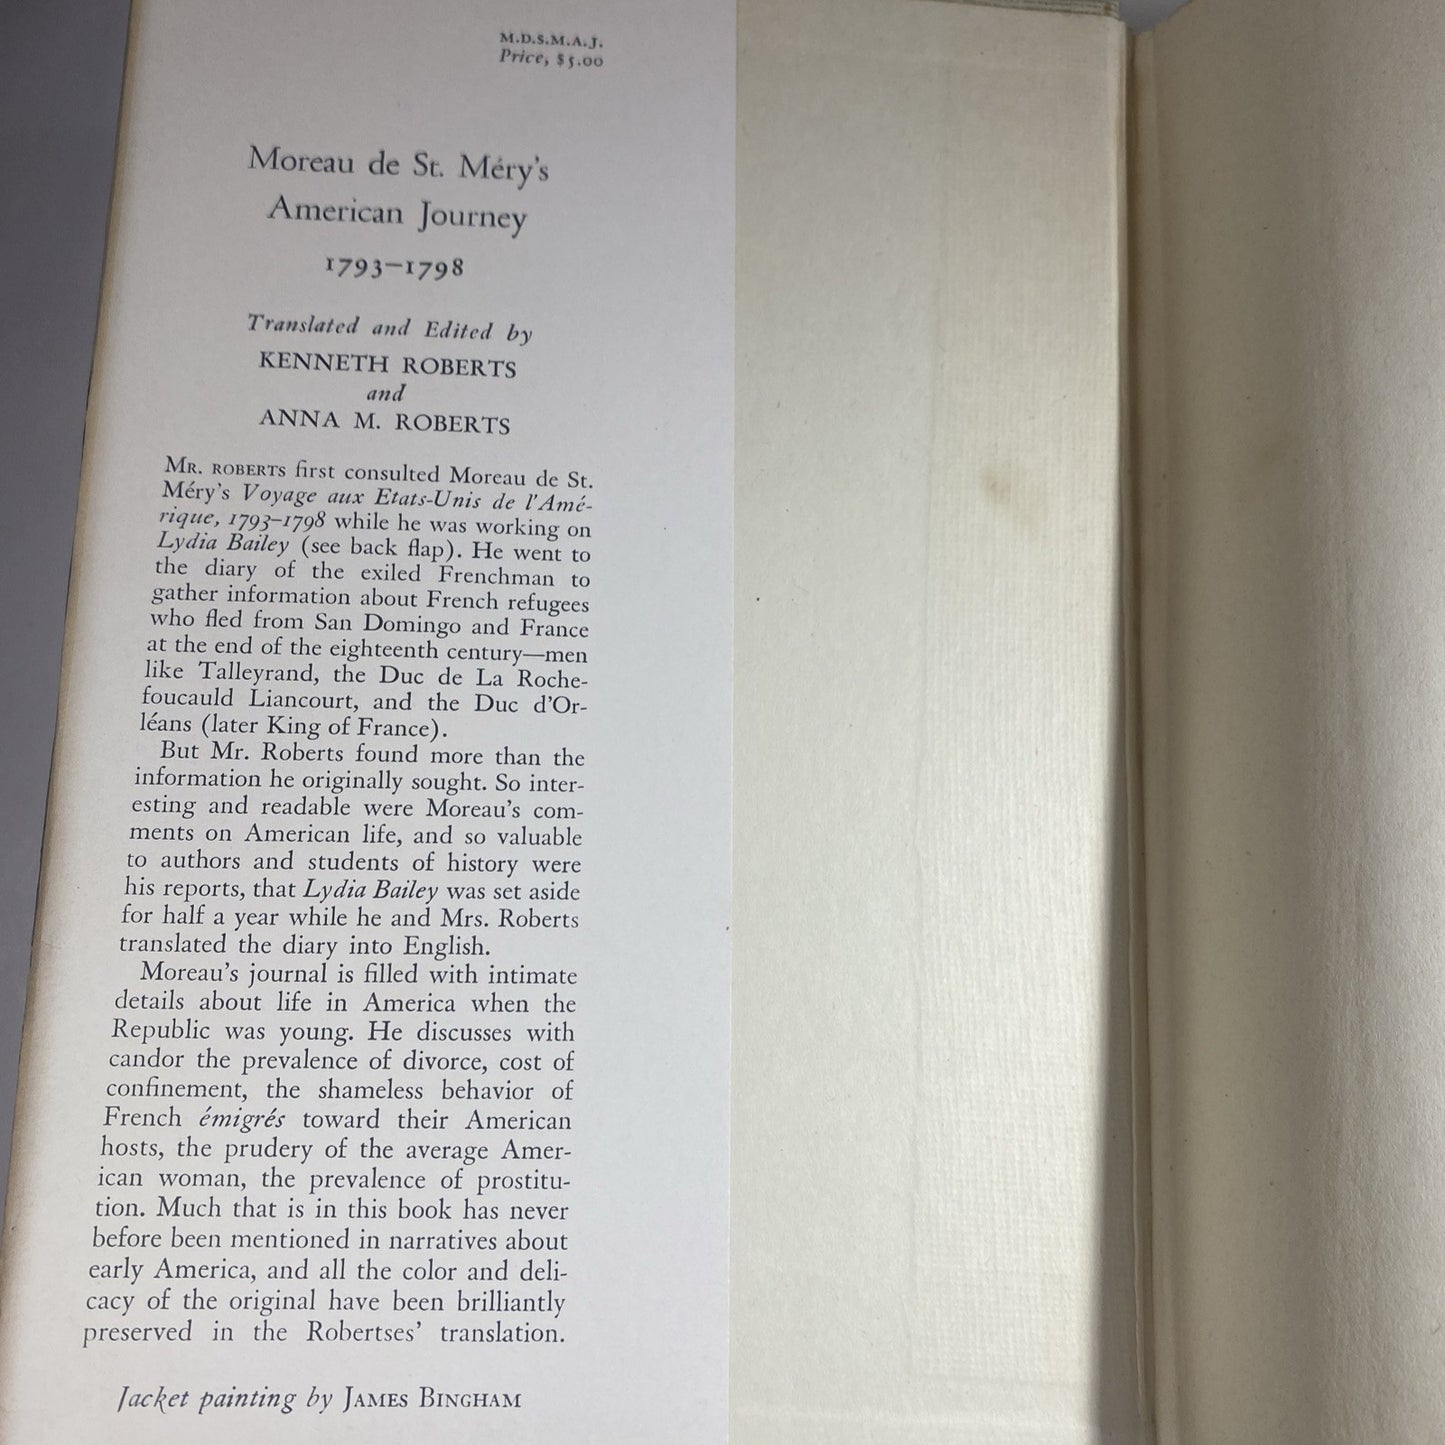 M.D.S.M.A.J.
Price, $5.00
Moreau de St. Méry's
American Journey
1793–1798
Translated and Edited by
KENNETH ROBERTS
and
ANNA M. ROBERTS
MR. ROBERTS first consulted Moreau de St.
Méry's Voyage aux Etats-Unis de l'Amé-
rique, 1793–1798 while he was working on
Lydia Bailey (see back flap). He went to
the diary of the exiled Frenchman to
gather information about French refugees
who fled from San Domingo and France
at the end of the eighteenth century—men
like Talleyrand, the Duc de La Roche-
foucauld Liancourt, and the Duc d'Or-
léans (later King of France).
But Mr. Roberts found more than the
information he originally sought. So inter-
esting and readable were Moreau's com-
ments on American life, and so valuable
to authors and students of history were
his reports, that Lydia Bailey was set aside
for half a year while he and Mrs. Roberts
translated the diary into English.
Moreau's journal is filled with intimate
details about life in America when the
Republic was young. He discusses with
candor the prevalence of divorce, cost of
confinement, the shameless behavior of
French émigrés toward their American
hosts, the prudery of the average Amer-
ican woman, the prevalence of prostitu-
tion. Much that is in this book has never
before been mentioned in narratives about
early America, and all the color and deli-
cacy of the original have been brilliantly
preserved in the Robertses' translation.
Jacket painting by JAMES BINGHAM